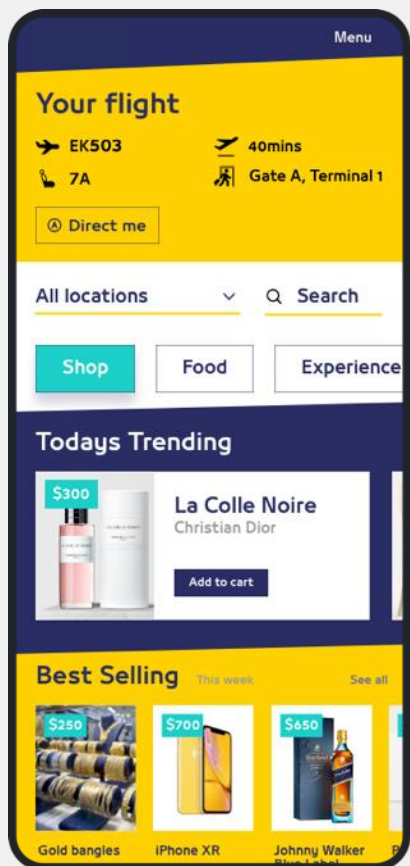 Menu
Your flight
EK503
40mins
7A
Gate A, Terminal 1
Direct me
All locations
Search
Shop
Food
Experience
Todays Trending
$300
La Colle Noire
Christian Dior
Add to cart
Best Selling
This week
See all
$250
$700
$650
Gold bangles
iPhone XR
Johnny Walker
Blue Label